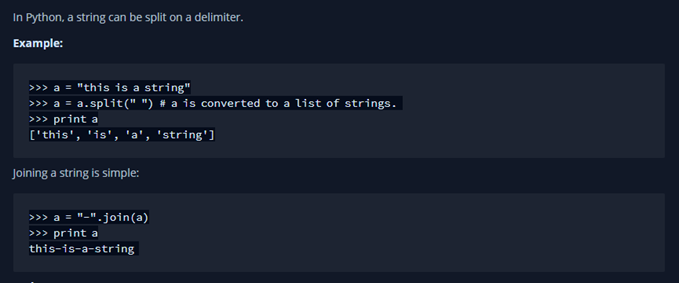 In Python, a string can be split on a delimiter.
Example:
>>> a = "this is a string"
>>> a = a.split(" ") # a is converted to a list of strings.
>>> print a
['this', 'is', 'a', 'string']
Joining a string is simple:
>>> a = "-".join(a)
>>> print a
this-is-a-string